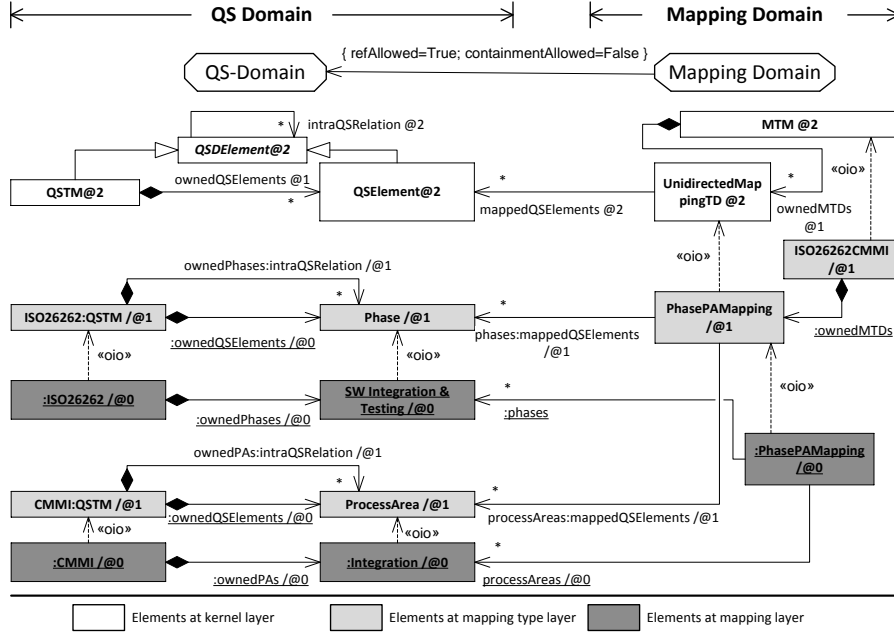 QS Domain
Mapping Domain
{ refAllowed=True; containmentAllowed=False }
QS-Domain
Mapping Domain
*
intraQSRelation @2
QSDElement@2
MTM @2
«oio»
QSTM@2
ownedQSElements @1
*
QSElement@2
*
mappedQSElements @2
UnidirectedMap
pingTD @2
*
ownedMTDs
@1
«oio»
ISO26262CMMI
/@1
ownedPhases:intraQSRelation /@1
*
ISO26262:QSTM /@1
:ownedQSElements /@0
Phase /@1
*
phases:mappedQSElements
/@1
PhasePAMapping
/@1
:ownedMTDs
«oio»
«oio»
«oio»
:ISO26262 /@0
:ownedPhases /@0
SW Integration &
Testing /@0
*
:phases
:PhasePAMapping
/@0
ownedPAs:intraQSRelation /@1
*
CMMI:QSTM /@1
:ownedQSElements /@0
ProcessArea /@1
*
processAreas:mappedQSElements /@1
«oio»
«oio»
:CMMI /@0
:ownedPAs /@0
:Integration /@0
*
processAreas /@0
Elements at kernel layer
Elements at mapping type layer
Elements at mapping layer